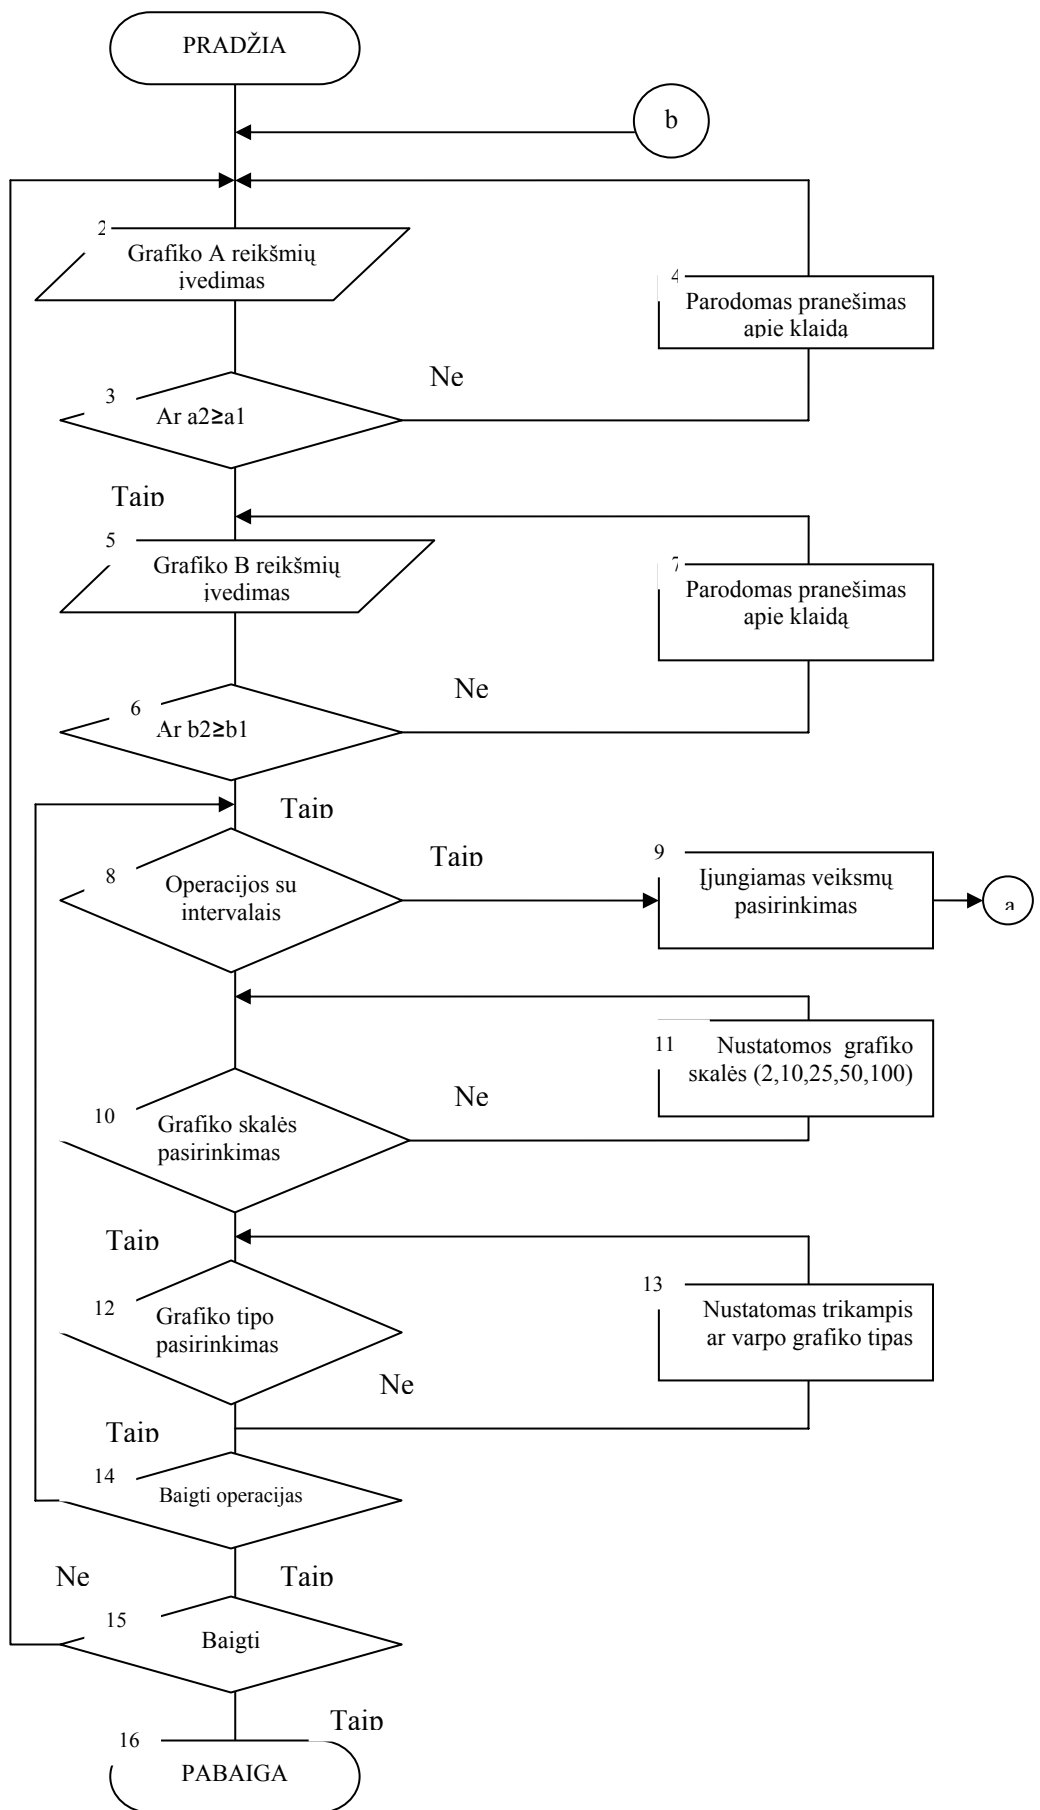 PRADŽIA
b
2
Grafiko A reikšmių
įvedimas
4
Parodomas pranešimas
apie klaidą
Ne
3
Ar a2≥a1
Taip
5
Grafiko B reikšmių
įvedimas
7
Parodomas pranešimas
apie klaidą
Ne
6
Ar b2≥b1
Taip
Taip
8
Operacijos su
intervalais
9
Įjungiamas veiksmų
pasirinkimas
a
11
Nustatomos grafiko
skalės (2,10,25,50,100)
Ne
10
Grafiko skalės
pasirinkimas
Taip
13
Nustatomas trikampis
ar varpo grafiko tipas
12
Grafiko tipo
pasirinkimas
Ne
Taip
14
Baigti operacijas
Ne
Taip
15
Baigti
Taip
16
PABAIGA